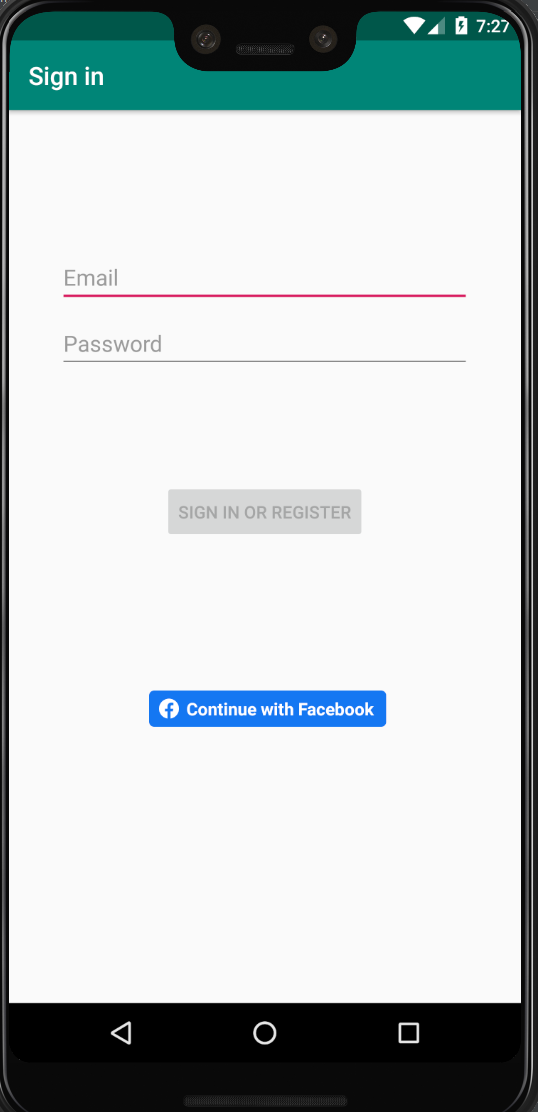 7:27
Sign in
Email
Password
SIGN IN OR REGISTER
Continue with Facebook